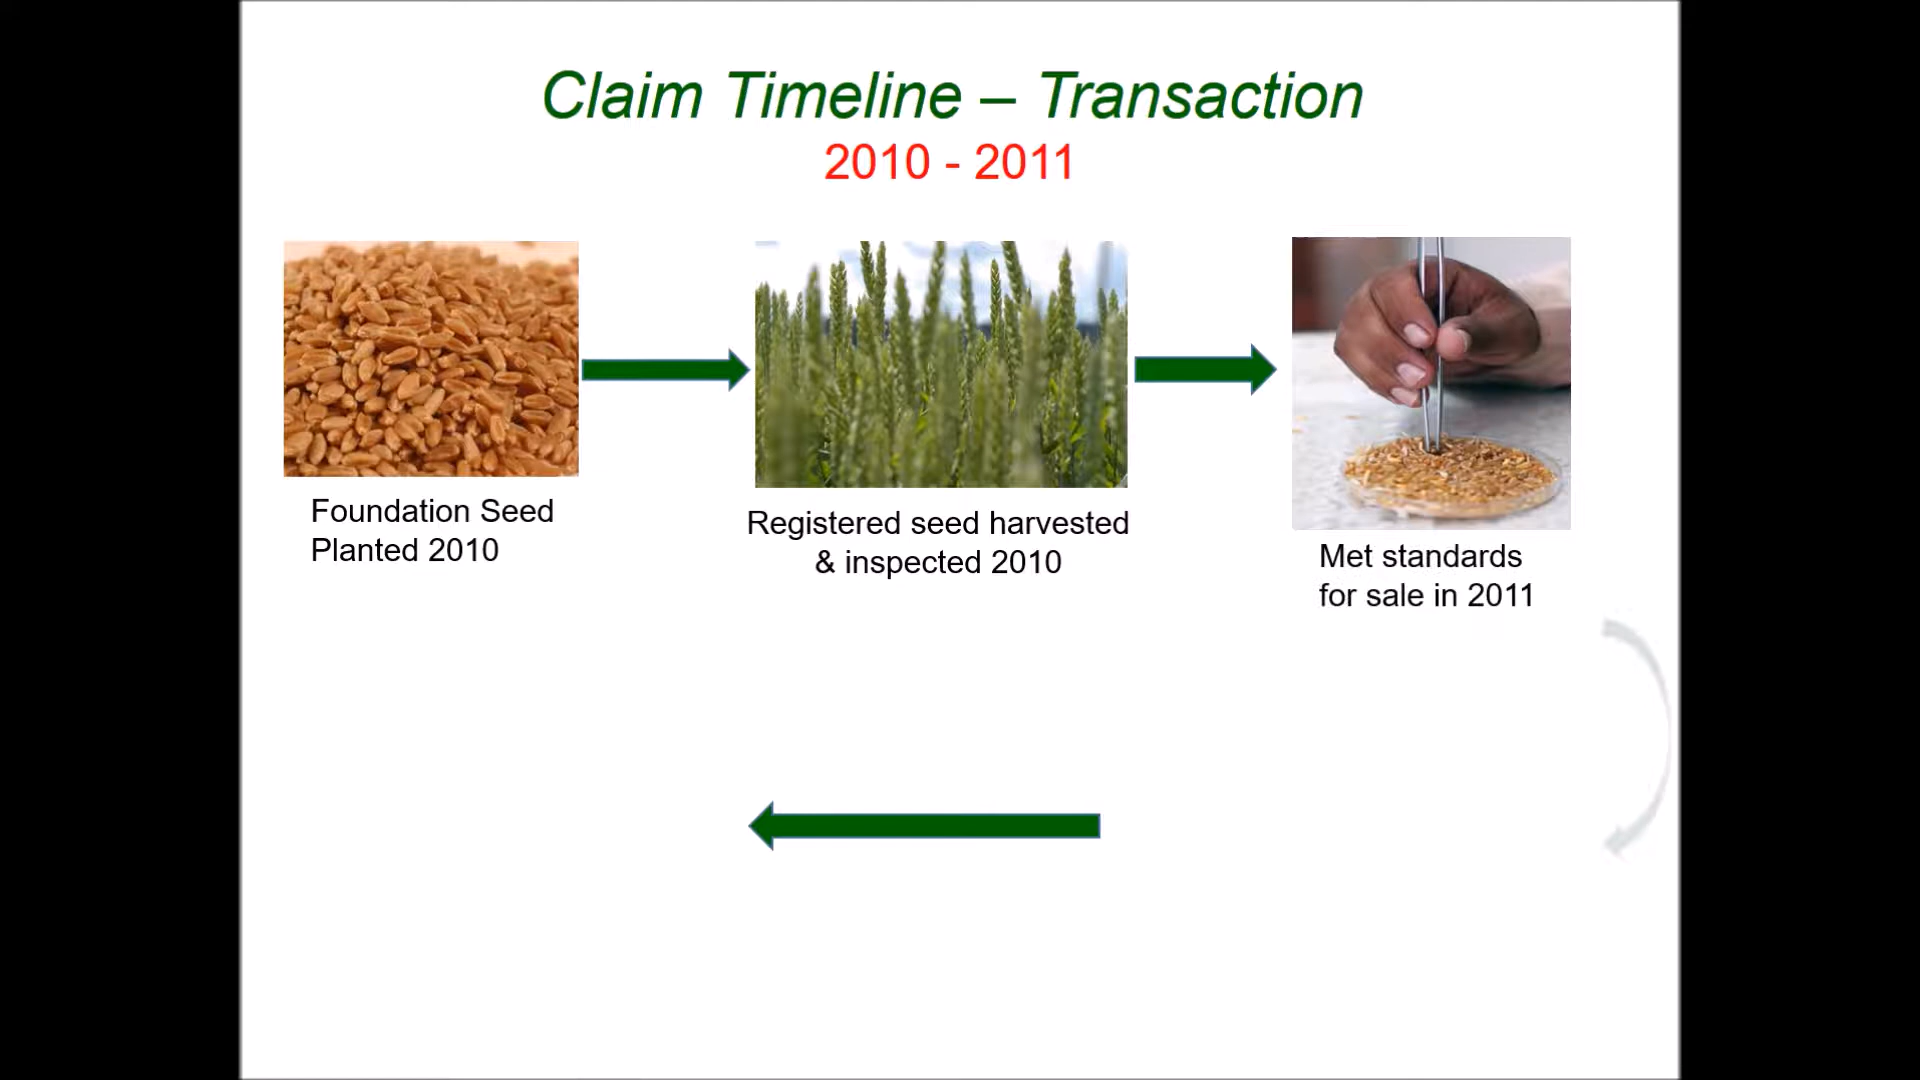 Claim Timeline – Transaction
2010 - 2011
Foundation Seed
Planted 2010
Registered seed harvested
& inspected 2010
Met standards
for sale in 2011